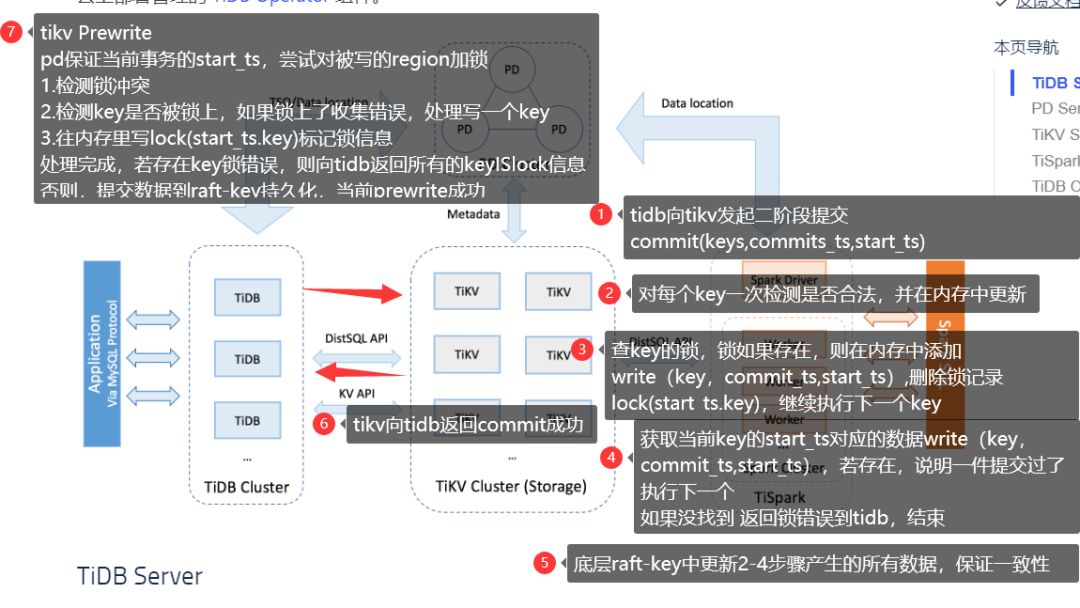 TiDB Operator 组件。
反馈文档
本页导航
TiDB S
PD Ser
TiKV S
TiSpark
TiDB C
7
tikv Prewrite
pd保证当前事务的start_ts，尝试对被写的region加锁
1.检测锁冲突
2.检测key是否被锁上，如果锁上了收集错误，处理写一个key
3.往内存里写lock(start_ts.key)标记锁信息
处理完成，若存在key锁错误，则向tidb返回所有的keyISlock信息
否则，提交数据到raft-key持久化，当前prewrite成功
PD
PD
PD
TSO/Data location
Data location
Metadata
1
tidb向tikv发起二阶段提交
commit(keys,commits_ts,start_ts)
2
对每个key一次检测是否合法，并在内存中更新
3
查key的锁，锁如果存在，则在内存中添加
write（key，commit_ts,start_ts）,删除锁记录
lock(start_ts.key)，继续执行下一个key
4
获取当前key的start_ts对应的数据write（key，
commit_ts,start_ts），若存在，说明一件提交过了
执行下一个
如果没找到 返回锁错误到tidb，结束
5
底层raft-key中更新2-4步骤产生的所有数据，保证一致性
6
tikv向tidb返回commit成功
Application
Via MySQL Protocol
TiDB
TiDB
TiDB
...
TiDB Cluster
DistSQL API
KV API
TiKV
TiKV
TiKV
TiKV
...
TiKV Cluster (Storage)
DistSQL API
Spark Driver
Worker
Worker
Worker
...
Spark Cluster
TiSpark
TiDB Server